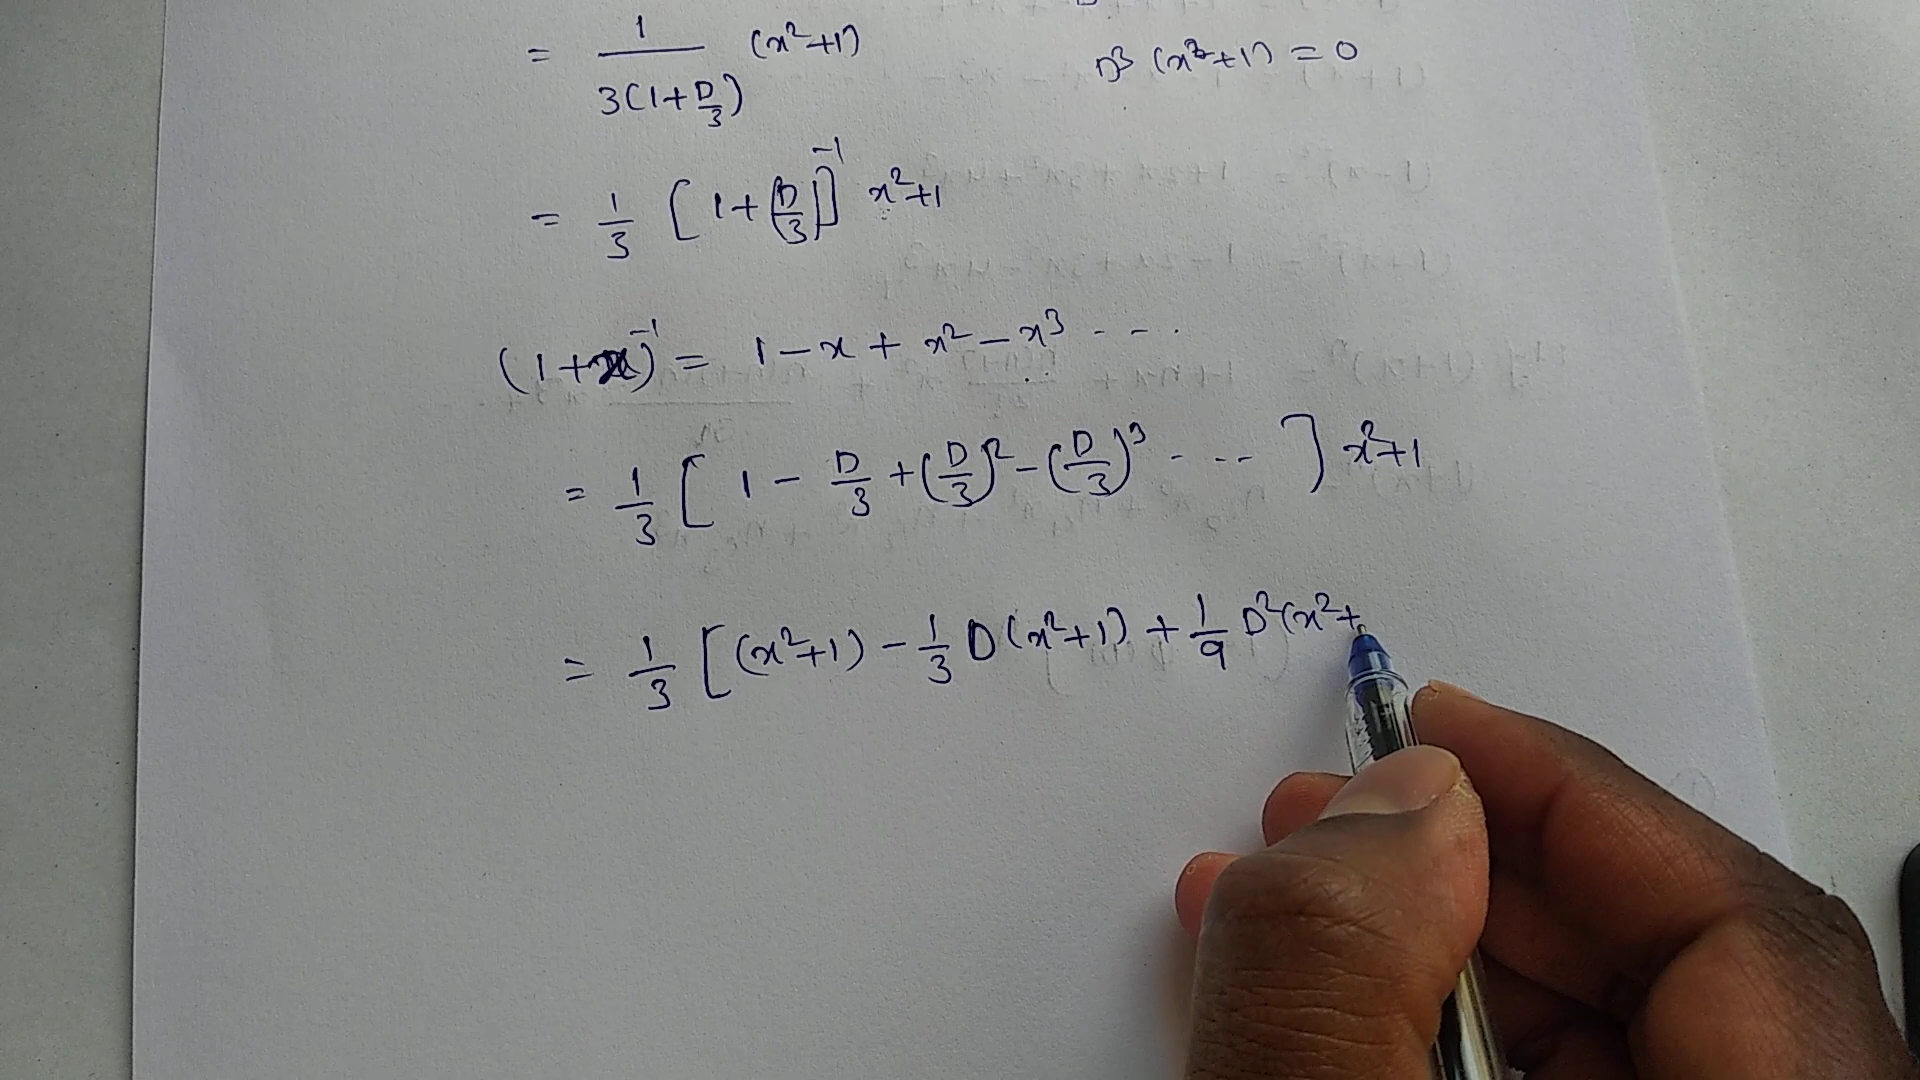 = 1/3(1+D/3) (x²+1)
D³ (x²+1) = 0
= 1/3 [1+(D/3)]⁻¹ x²+1
(1+x)⁻¹ = 1-x+x²-x³ - - - .
= 1/3 [1 - D/3 + (D/3)² - (D/3)³ - - - -] x²+1
= 1/3 [(x²+1) - 1/3 D(x²+1) + 1/9 D²(x²+